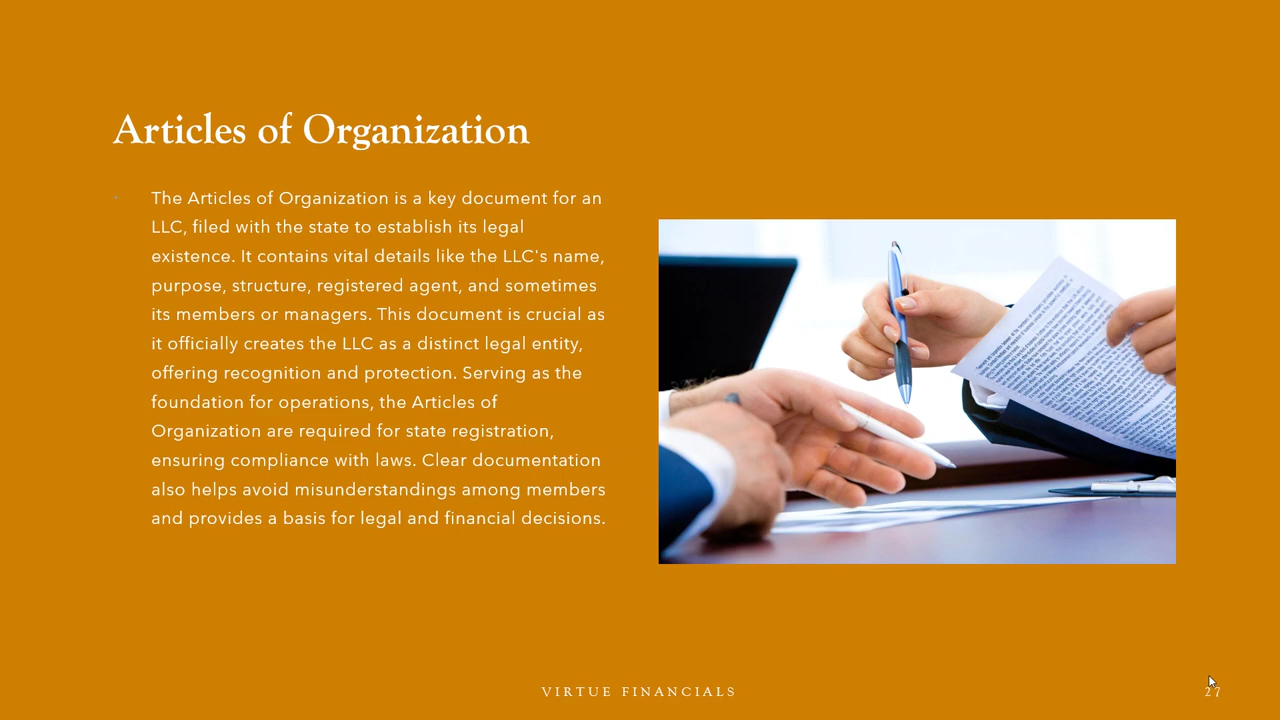 Articles of Organization
The Articles of Organization is a key document for an
LLC, filed with the state to establish its legal
existence. It contains vital details like the LLC's name,
purpose, structure, registered agent, and sometimes
its members or managers. This document is crucial as
it officially creates the LLC as a distinct legal entity,
offering recognition and protection. Serving as the
foundation for operations, the Articles of
Organization are required for state registration,
ensuring compliance with laws. Clear documentation
also helps avoid misunderstandings among members
and provides a basis for legal and financial decisions.
VIRTUE FINANCIALS
27